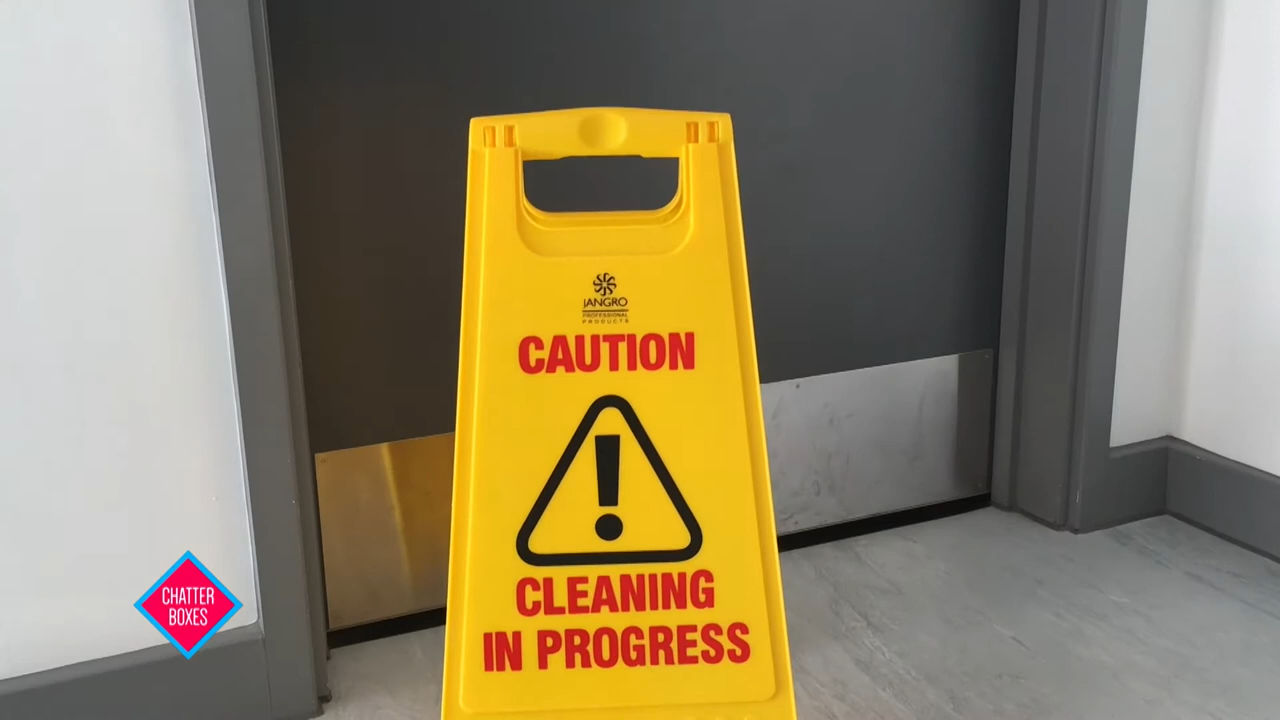 JANGRO
PROFESSIONAL
PRODUCTS
CAUTION
!
CLEANING
IN PROGRESS
CHATTER
BOXES